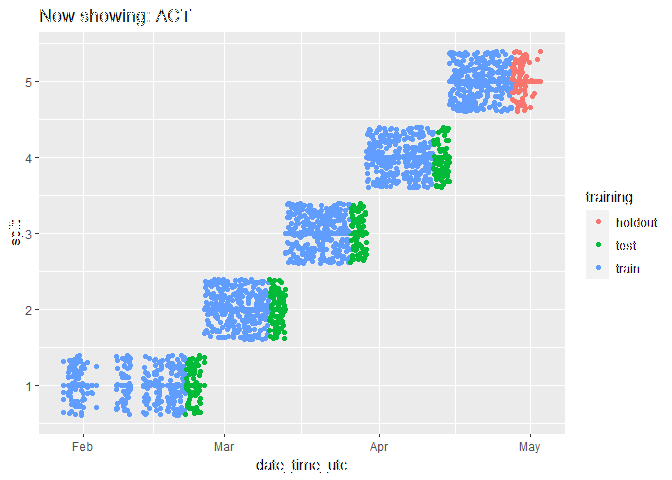 Now showing: ACT
split
5
4
3
2
1
Feb
Mar
Apr
May
date_time_utc
training
holdout
test
train